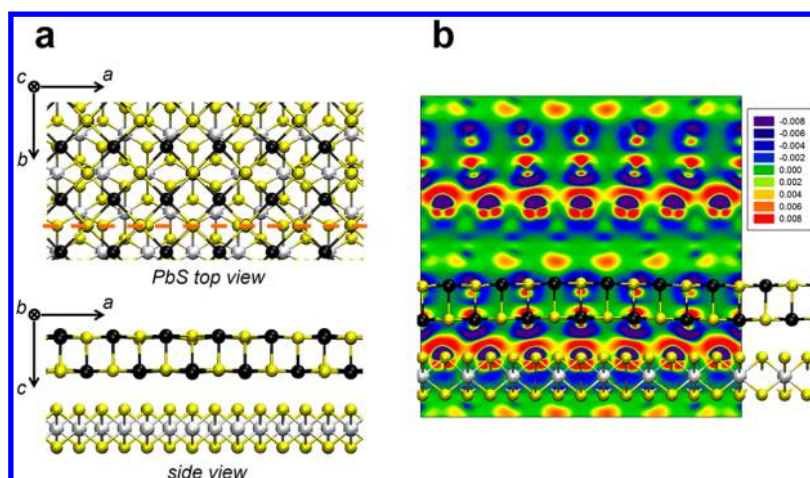 a
b
c
a
b
PbS top view
b
a
c
side view
-0.008
-0.006
-0.004
-0.002
0.000
0.002
0.004
0.006
0.008